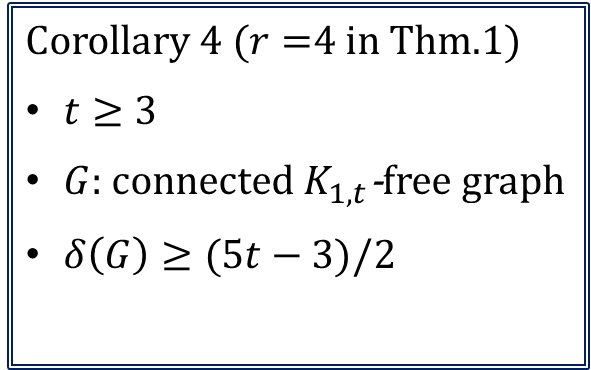 Corollary 4 (r =4 in Thm.1)
• t ≥ 3
• G: connected K₁,ₜ-free graph
• δ(G) ≥ (5t − 3)/2